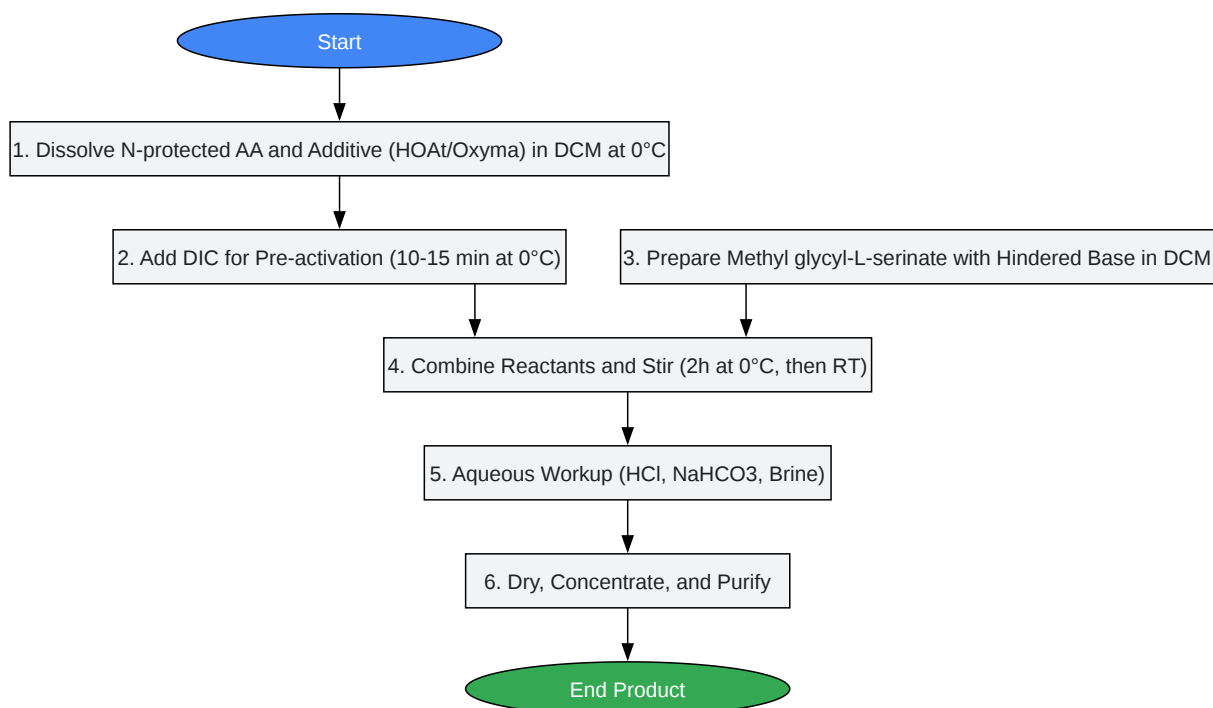 Start
1. Dissolve N-protected AA and Additive (HOAt/Oxyma) in DCM at 0°C
2. Add DIC for Pre-activation (10-15 min at 0°C)
3. Prepare Methyl glycyl-L-serinate with Hindered Base in DCM
4. Combine Reactants and Stir (2h at 0°C, then RT)
5. Aqueous Workup (HCl, NaHCO3, Brine)
6. Dry, Concentrate, and Purify
End Product